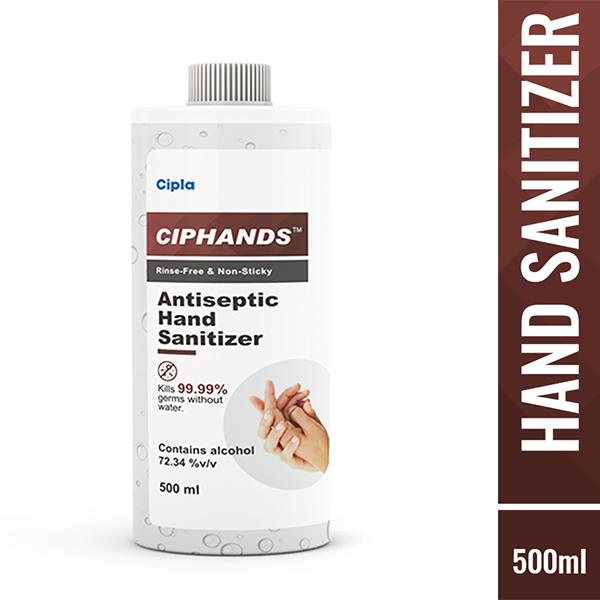 Cipla
CIPHANDS™
Rinse-Free & Non-Sticky
Antiseptic
Hand
Sanitizer
Kills 99.99%
germs without
water.
Contains alcohol
72.34 %v/v
500 ml
HAND SANITIZER
500ml